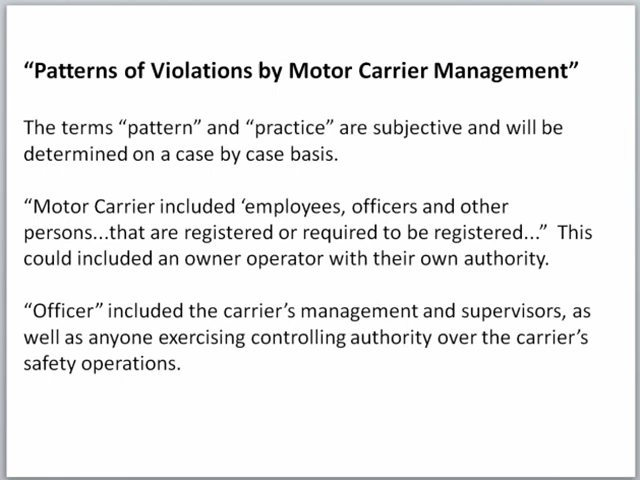 “Patterns of Violations by Motor Carrier Management”
The terms “pattern” and “practice” are subjective and will be
determined on a case by case basis.
“Motor Carrier included ‘employees, officers and other
persons...that are registered or required to be registered...”  This
could included an owner operator with their own authority.
“Officer” included the carrier’s management and supervisors, as
well as anyone exercising controlling authority over the carrier’s
safety operations.